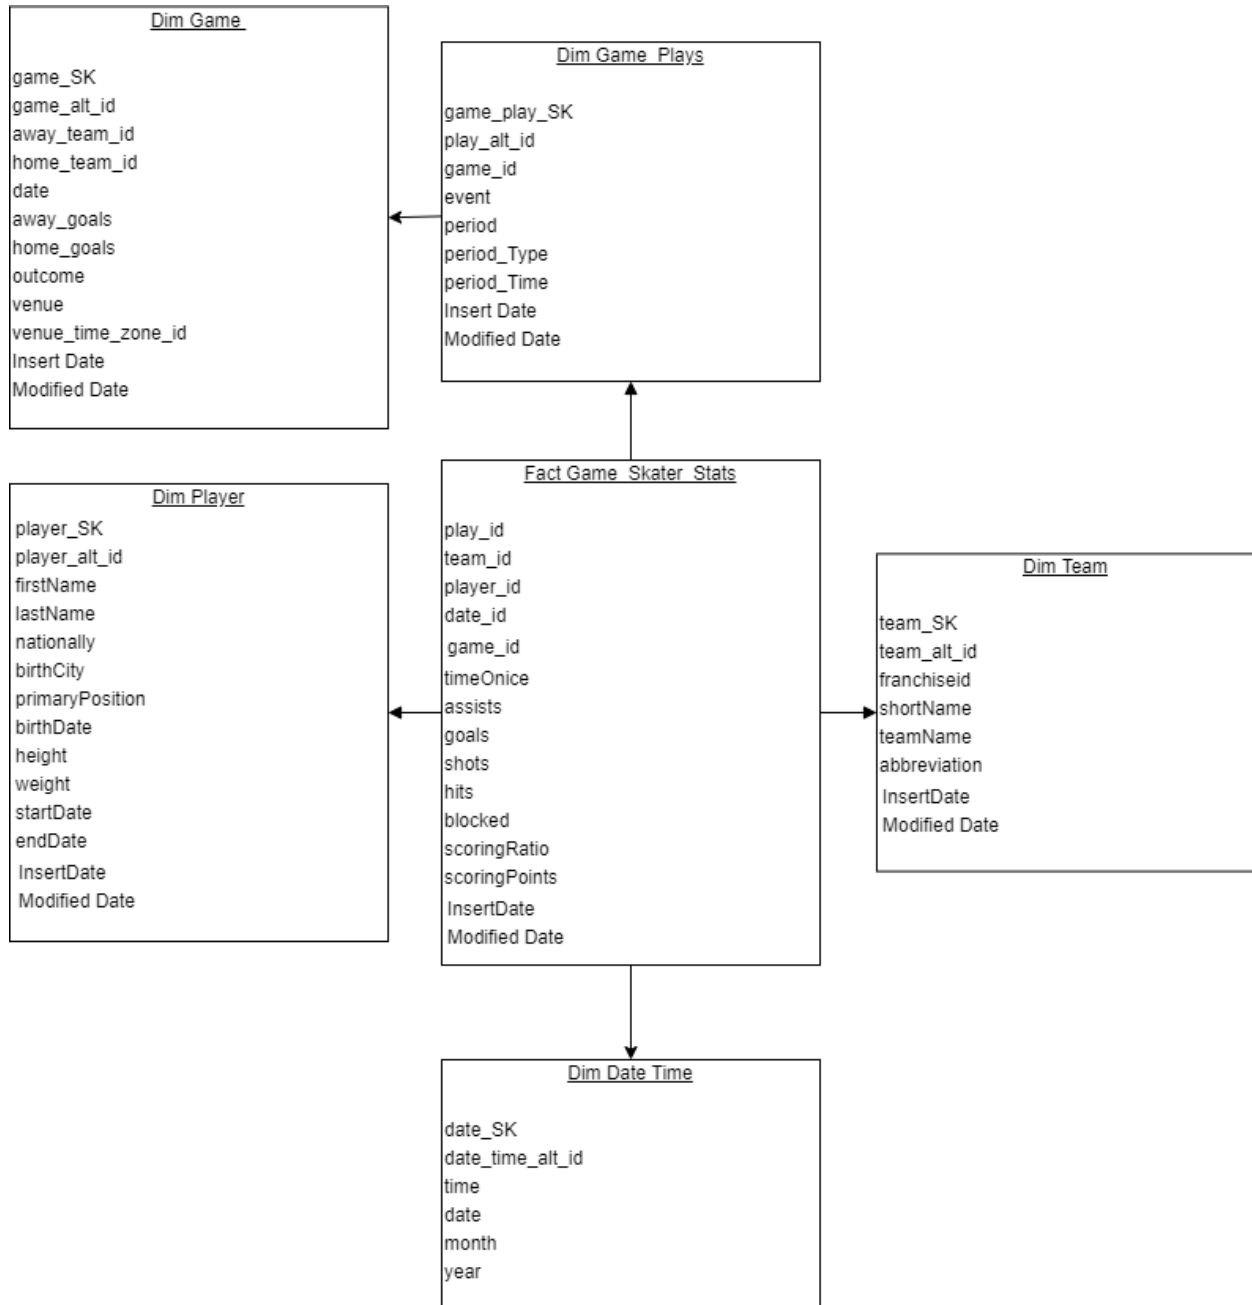 Dim Game
game_SK
game_alt_id
away_team_id
home_team_id
date
away_goals
home_goals
outcome
venue
venue_time_zone_id
Insert Date
Modified Date
Dim Game_Plays
game_play_SK
play_alt_id
game_id
event
period
period_Type
period_Time
Insert Date
Modified Date
Dim Player
player_SK
player_alt_id
firstName
lastName
nationally
birthCity
primaryPosition
birthDate
height
weight
startDate
endDate
InsertDate
Modified Date
Fact Game_Skater_Stats
play_id
team_id
player_id
date_id
game_id
timeOnice
assists
goals
shots
hits
blocked
scoringRatio
scoringPoints
InsertDate
Modified Date
Dim Team
team_SK
team_alt_id
franchiseid
shortName
teamName
abbreviation
InsertDate
Modified Date
Dim Date Time
date_SK
date_time_alt_id
time
date
month
year